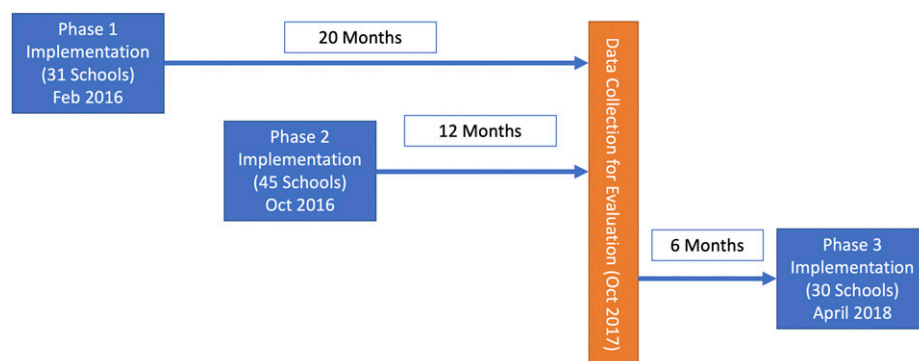 Phase 1
Implementation
(31 Schools)
Feb 2016
20 Months
Phase 2
Implementation
(45 Schools)
Oct 2016
12 Months
Data Collection for Evaluation (Oct 2017)
6 Months
Phase 3
Implementation
(30 Schools)
April 2018